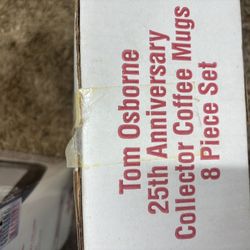 Tom Osborne
25th Anniversary
Collector Coffee Mugs
8 Piece Set